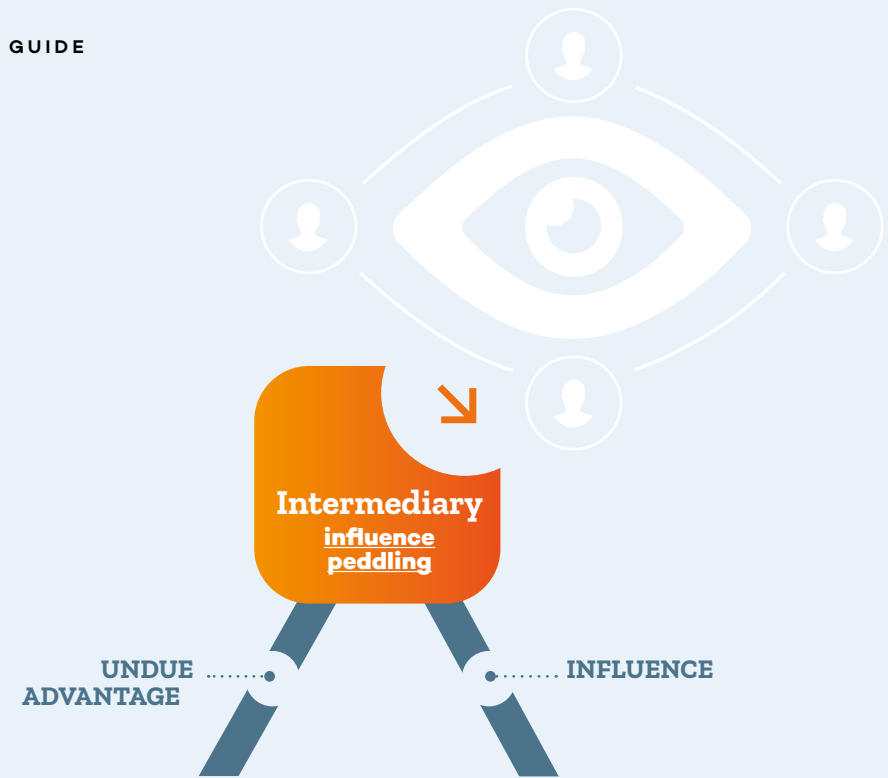 GUIDE
Intermediary
influence
peddling
UNDUE
ADVANTAGE
INFLUENCE